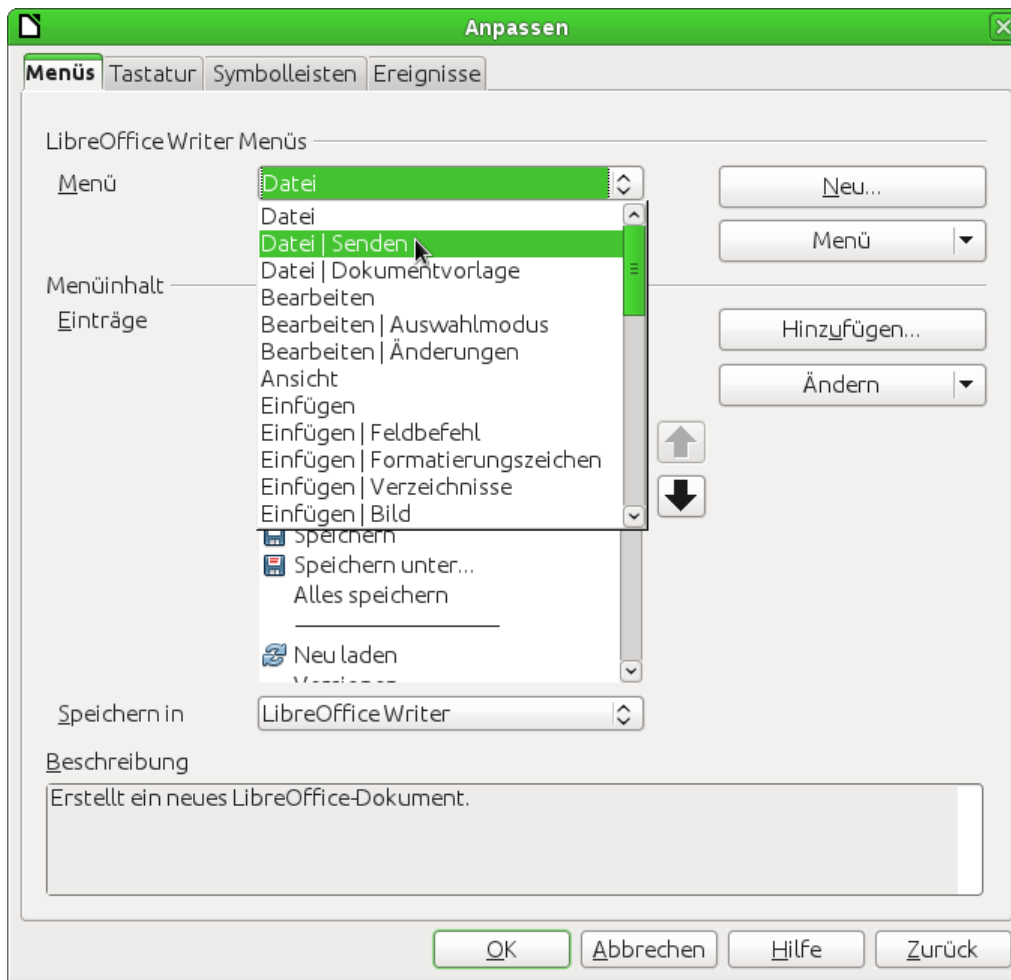 Anpassen
Menüs Tastatur Symbolleisten Ereignisse
LibreOffice Writer Menüs
Menü Datei Neu...
Datei
Datei | Senden Menü
Datei | Dokumentvorlage
Menüinhalt
Bearbeiten
Einträge Bearbeiten | Auswahlmodus Hinzufügen...
Bearbeiten | Änderungen
Ansicht Ändern
Einfügen
Einfügen | Feldbefehl
Einfügen | Formatierungszeichen
Einfügen | Verzeichnisse
Einfügen | Bild
Speichern
Speichern unter...
Alles speichern
Neu laden
Speichern in LibreOffice Writer
Beschreibung
Erstellt ein neues LibreOffice-Dokument.
OK Abbrechen Hilfe Zurück